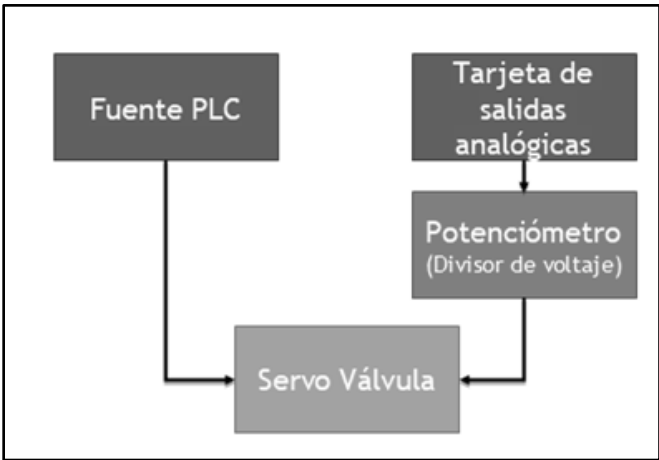 Fuente PLC
Tarjeta de
salidas
analógicas
Potenciómetro
(Divisor de voltaje)
Servo Válvula